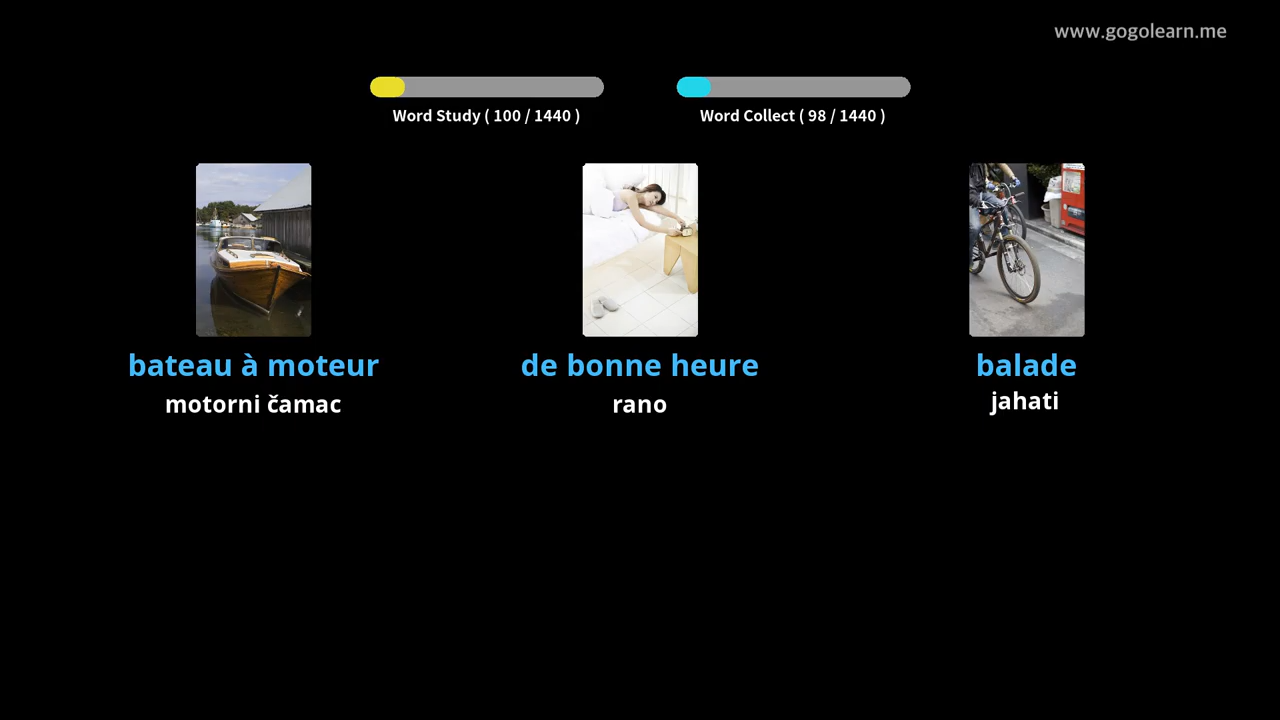 www.gogolearn.me
Word Study ( 100 / 1440 )
Word Collect ( 98 / 1440 )
bateau à moteur
motorni čamac
de bonne heure
rano
balade
jahati